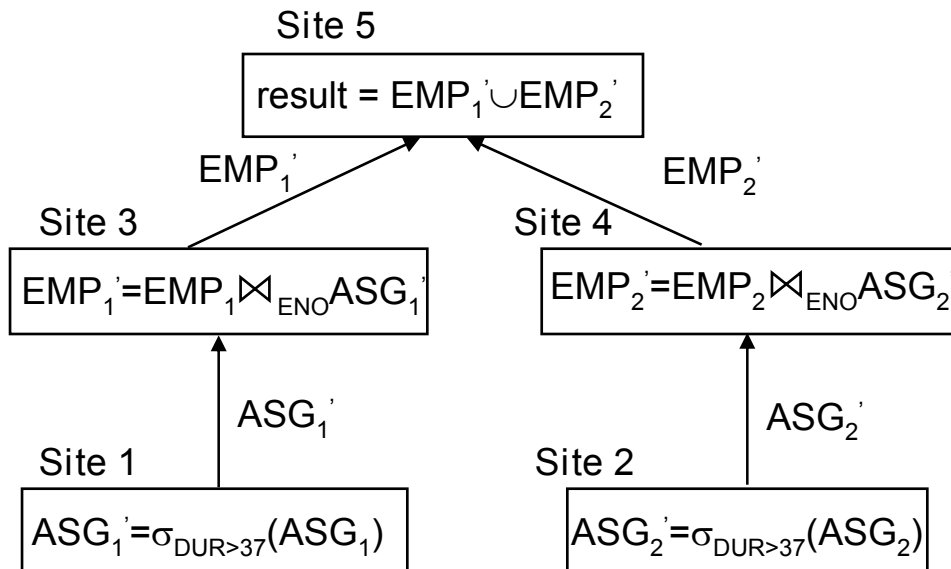 Site 5
result = EMP₁’∪EMP₂’
EMP₁’
EMP₂’
Site 3
Site 4
EMP₁’=EMP₁⋈ENOASG₁’
EMP₂’=EMP₂⋈ENOASG₂’
ASG₁’
ASG₂’
Site 1
Site 2
ASG₁’=σDUR>37(ASG₁)
ASG₂’=σDUR>37(ASG₂)